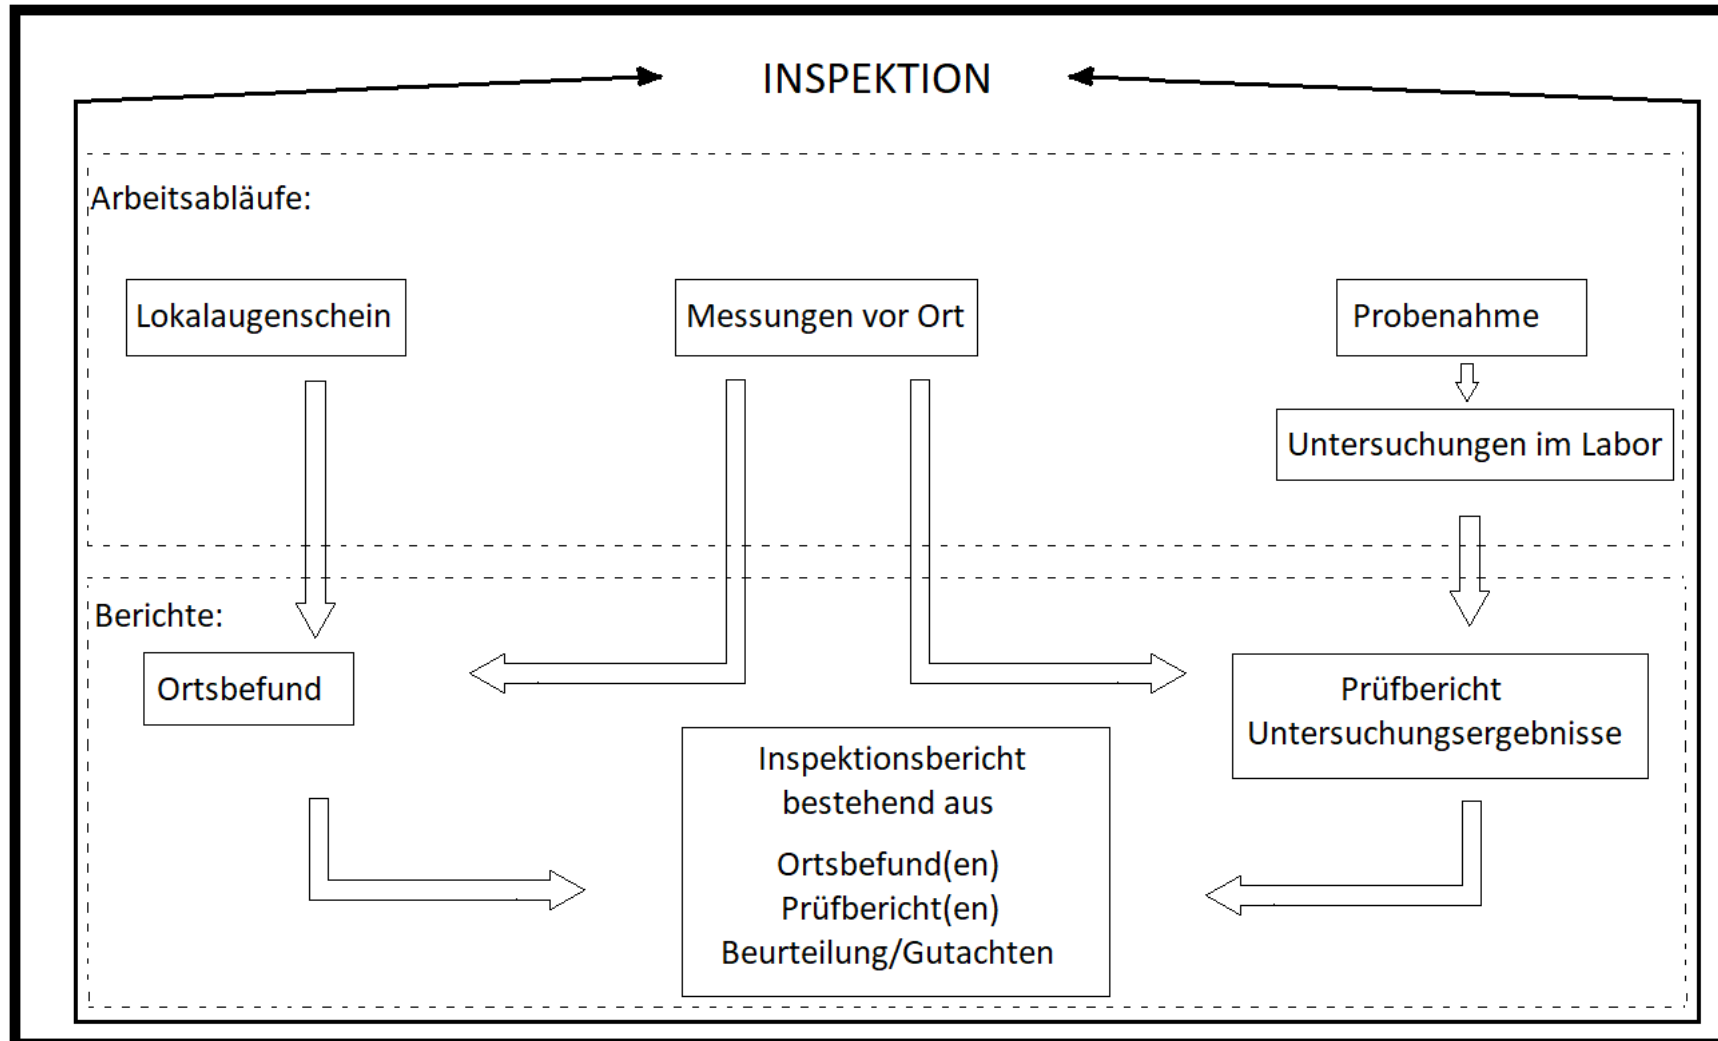 INSPEKTION
Arbeitsabläufe:
Lokalaugenschein
Messungen vor Ort
Probenahme
Untersuchungen im Labor
Berichte:
Ortsbefund
Prüfbericht
Untersuchungsergebnisse
Inspektionsbericht
bestehend aus
Ortsbefund(en)
Prüfbericht(en)
Beurteilung/Gutachten